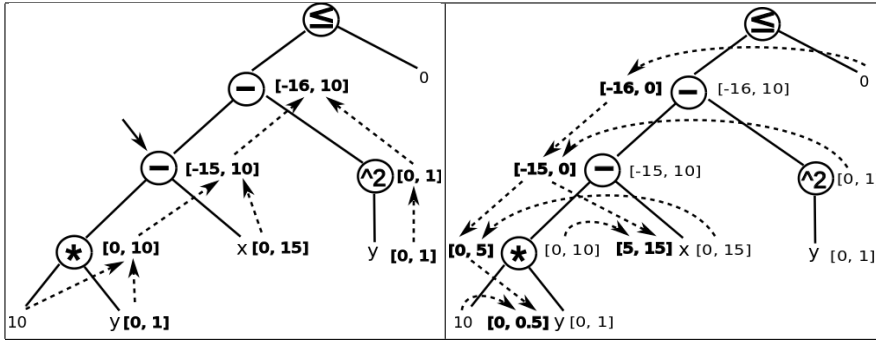 ≤
0
− [-16, 10]
− [-15, 10]
^2 [0, 1]
* [0, 10]
x [0, 15]
y [0, 1]
10
y [0, 1]
≤
0
[-16, 0] − [-16, 10]
[-15, 0] − [-15, 10]
^2 [0, 1
[0, 5] * [0, 10]
[5, 15] x [0, 15]
y [0, 1]
10
[0, 0.5] y [0, 1]